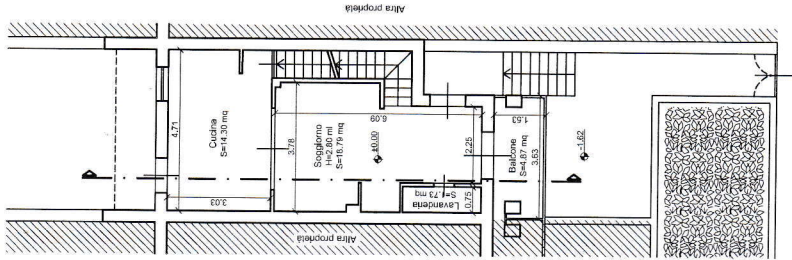 Altra proprietà
Cucina
S=14.30 mq
4.71
3.03
Soggiorno
H=2.80 ml
S=18.79 mq
3.78
±0.00
6.09
2.25
0.75
Lavanderia
S=1.73 mq
Balcone
S=4.87 mq
1.53
3.63
-1.62
Altra proprietà